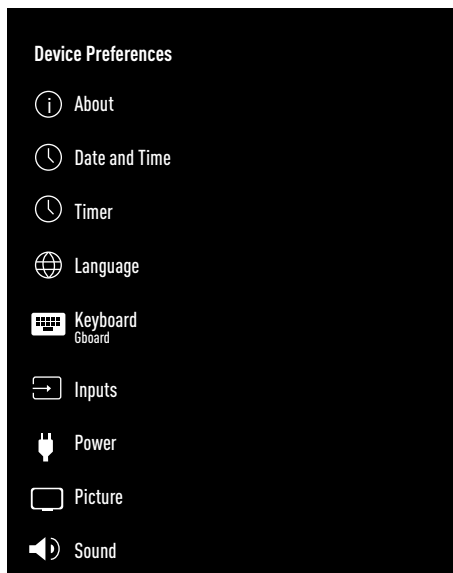 Device Preferences
About
Date and Time
Timer
Language
Keyboard
Gboard
Inputs
Power
Picture
Sound